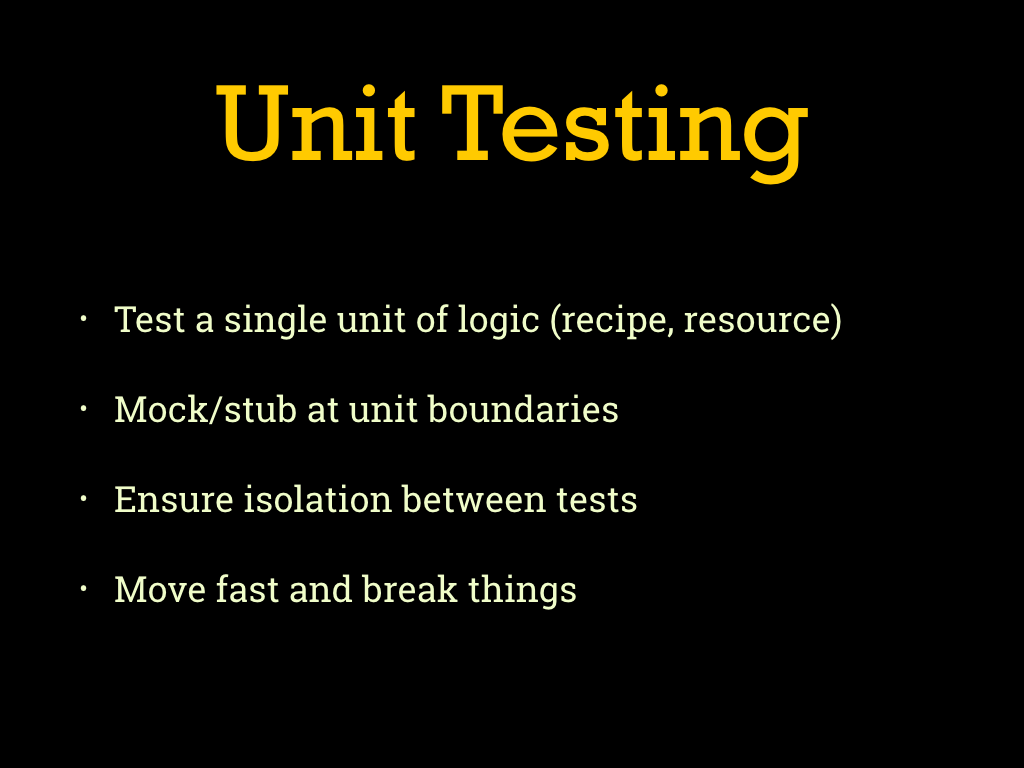 Unit Testing
• Test a single unit of logic (recipe, resource)
• Mock/stub at unit boundaries
• Ensure isolation between tests
• Move fast and break things